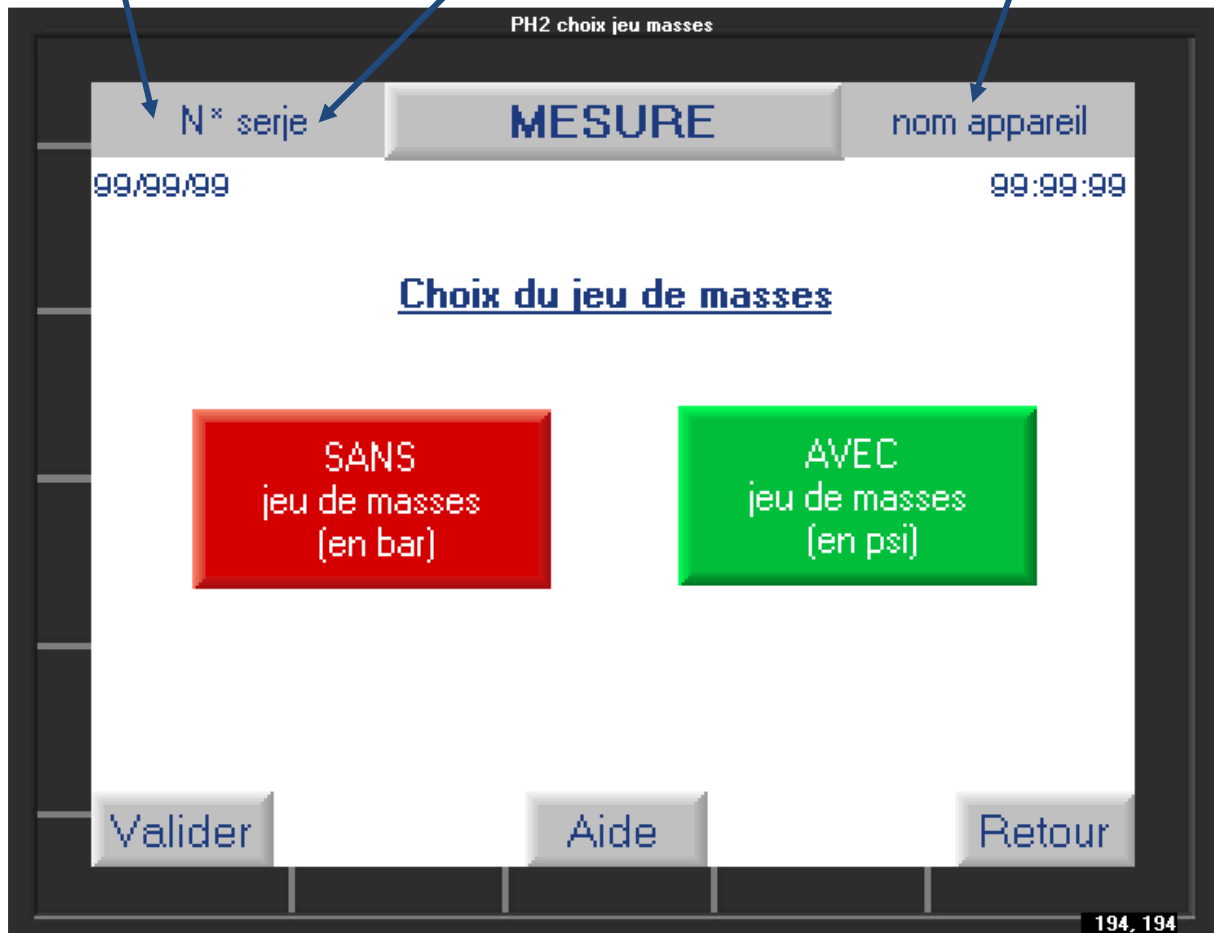 PH2 choix jeu masses
N* serje
MESURE
nom appareil
99/99/99
99:99:99
Choix du jeu de masses
SANS
jeu de masses
(en bar)
AVEC
jeu de masses
(en psi)
Valider
Aide
Retour
194, 194